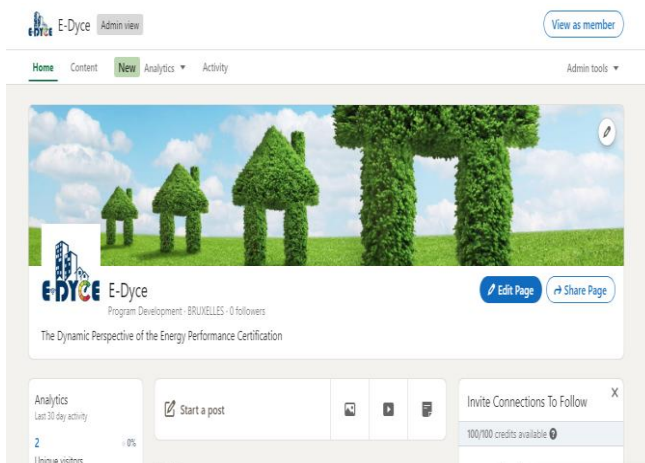 E-DYCE E-Dyce Admin view View as member
Home Content New Analytics Activity Admin tools
E-DYCE
E-Dyce
Edit Page Share Page
Program Development · BRUXELLES · 0 followers
The Dynamic Perspective of the Energy Performance Certification
Analytics
Last 30 day activity
2 0%
Unique visitors
Start a post
Invite Connections To Follow X
100/100 credits available ?